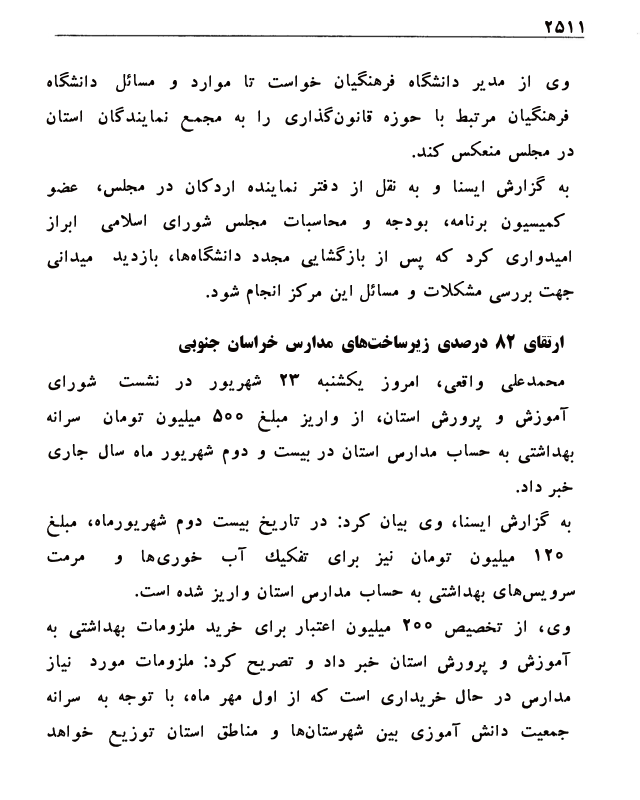 ۲۵۱۱
وی از مدیر دانشگاه فرهنگیان خواست تا موارد و مسائل دانشگاه
فرهنگیان مرتبط با حوزه قانون‌گذاری را به مجمع نمایندگان استان
در مجلس منعکس کند.
به گزارش ایسنا و به نقل از دفتر نماینده اردکان در مجلس، عضو
کمیسیون برنامه، بودجه و محاسبات مجلس شورای اسلامی ابراز
امیدواری کرد که پس از بازگشایی مجدد دانشگاه‌ها، بازدید میدانی
جهت بررسی مشکلات و مسائل این مرکز انجام شود.
ارتقای ۸۲ درصدی زیرساخت‌های مدارس خراسان جنوبی
محمدعلی واقعی، امروز یکشنبه ۲۳ شهریور در نشست شورای
آموزش و پرورش استان، از واریز مبلغ ۵۰۰ میلیون تومان سرانه
بهداشتی به حساب مدارس استان در بیست و دوم شهریور ماه سال جاری
خبر داد.
به گزارش ایسنا، وی بیان کرد: در تاریخ بیست دوم شهریورماه، مبلغ
۱۲۰ میلیون تومان نیز برای تفکیك آب خوری‌ها و مرمت
سرویس‌های بهداشتی به حساب مدارس استان واریز شده است.
وی، از تخصیص ۲۰۰ میلیون اعتبار برای خرید ملزومات بهداشتی به
آموزش و پرورش استان خبر داد و تصریح کرد: ملزومات مورد نیاز
مدارس در حال خریداری است که از اول مهر ماه، با توجه به سرانه
جمعیت دانش آموزی بین شهرستان‌ها و مناطق استان توزیع خواهد